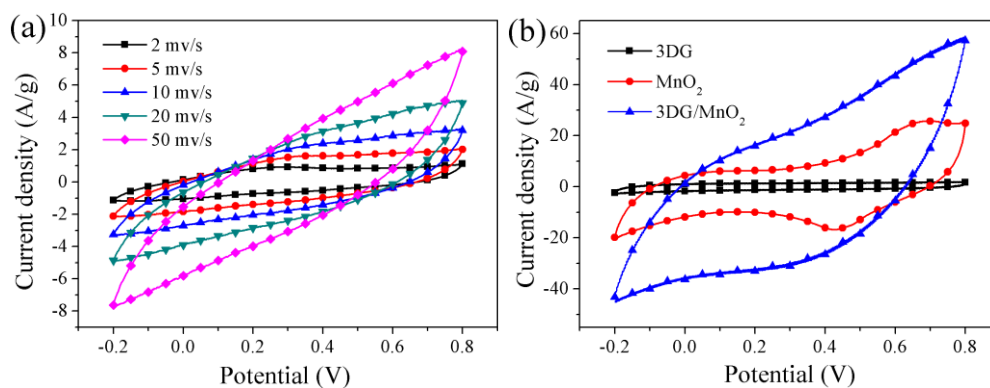 (a)
2 mv/s
5 mv/s
10 mv/s
20 mv/s
50 mv/s
Current density (A/g)
10
8
6
4
2
0
-2
-4
-6
-8
-0.2 0.0 0.2 0.4 0.6 0.8
Potential (V)
(b)
3DG
MnO₂
3DG/MnO₂
Current density (A/g)
60
40
20
0
-20
-40
-0.2 0.0 0.2 0.4 0.6 0.8
Potential (V)